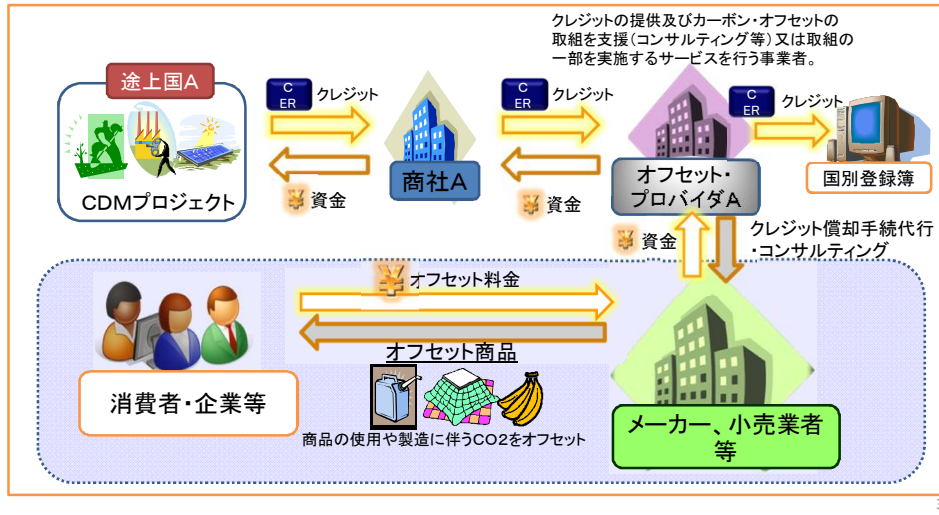 クレジットの提供及びカーボン・オフセットの
取組を支援(コンサルティング等)又は取組の
一部を実施するサービスを行う事業者。
途上国A
CDMプロジェクト
C
ER
クレジット
¥資金
商社A
C
ER
クレジット
¥資金
オフセット・
プロバイダA
C
ER
クレジット
国別登録簿
¥資金
クレジット償却手続代行
・コンサルティング
¥オフセット料金
オフセット商品
商品の使用や製造に伴うCO2をオフセット
消費者・企業等
メーカー、小売業者
等